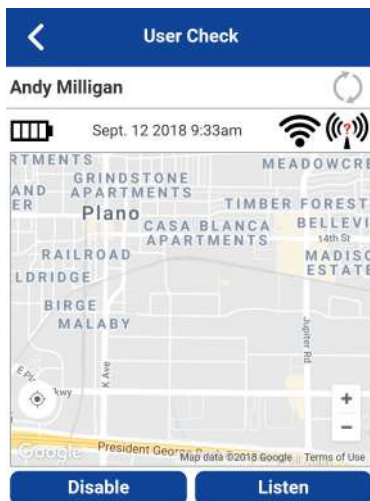 User Check
Andy Milligan
Sept. 12 2018 9:33am
?
RTMENTS
MEADOWCRE
GRINDSTONE
AND APARTMENTS
ER
TIMBER FOREST
Plano
CASA BLANCA BELLEVI
APARTMENTS 14th St
RAILROAD MADISO
ESTATE
LDRIDGE
BIRGE
MALABY
Jupiter Rd
K Ave
E P kwy
+
−
Google
President George
Map data ©2018 Google Terms of Use
Disable Listen